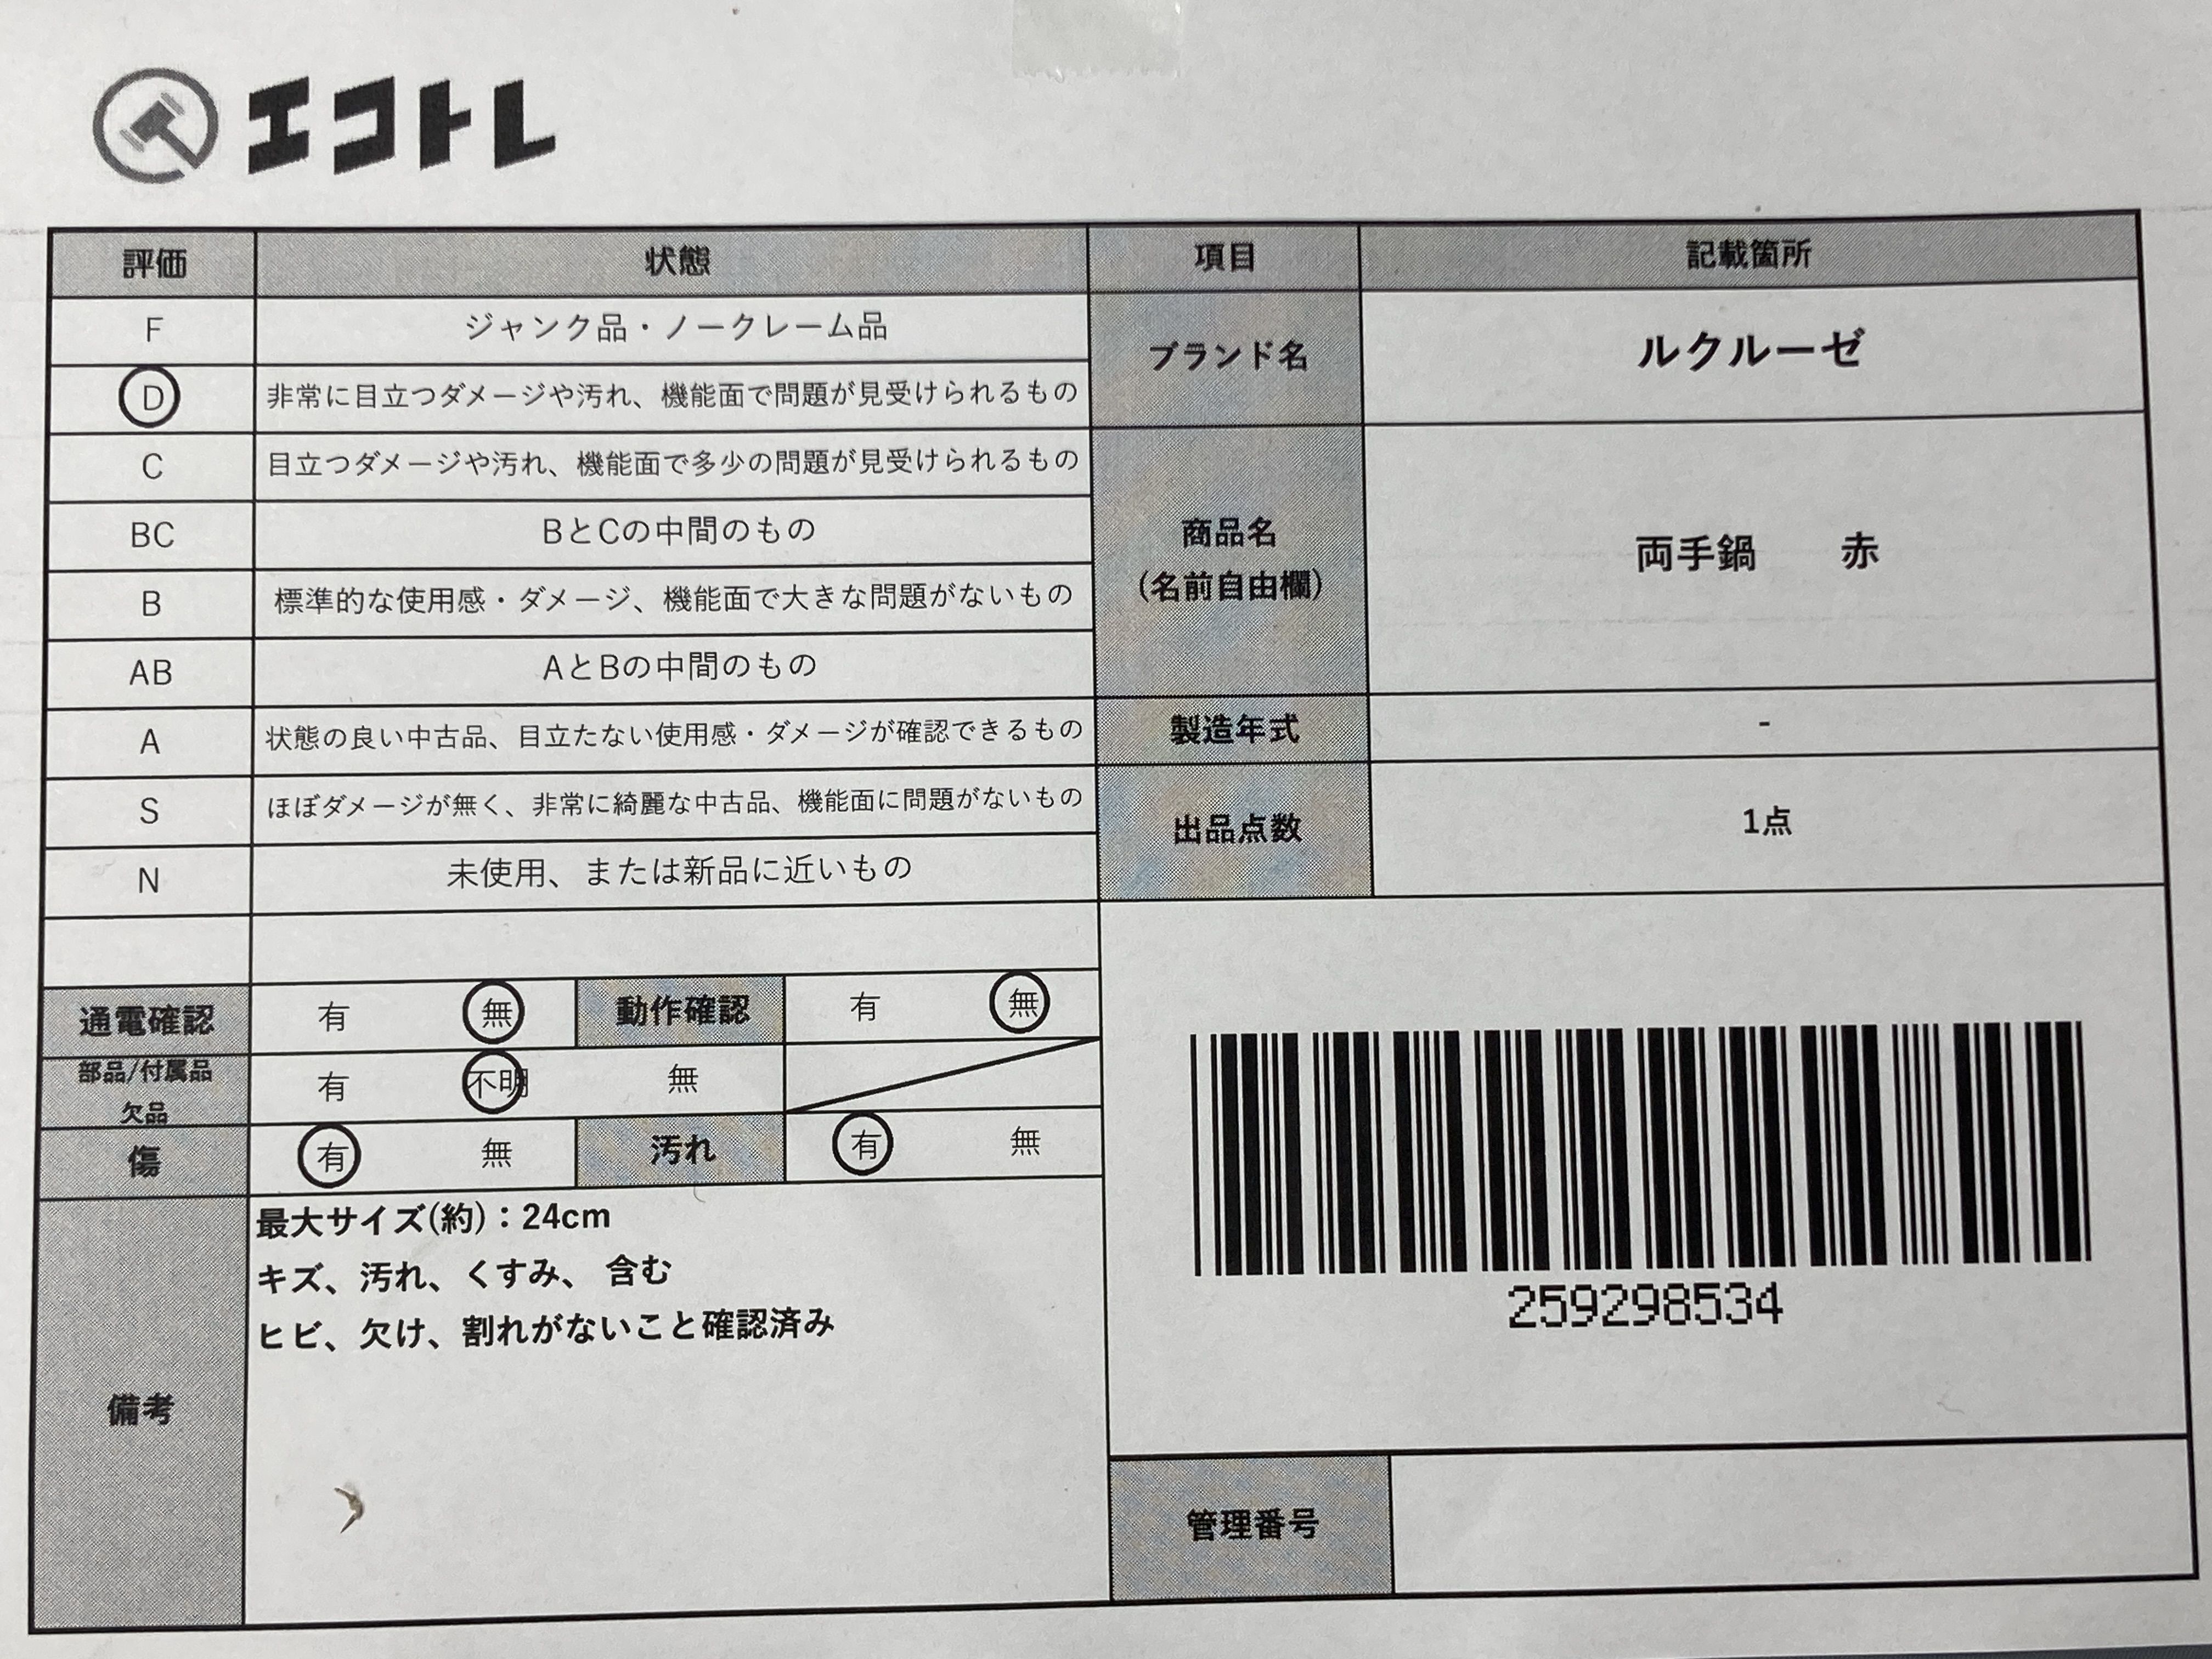 エコトレ
評価 状態 項目 記載箇所
F ジャンク品・ノークレーム品
D 非常に目立つダメージや汚れ、機能面で問題が見受けられるもの
ブランド名 ルクルーゼ
C 目立つダメージや汚れ、機能面で多少の問題が見受けられるもの
BC BとCの中間のもの
B 標準的な使用感・ダメージ、機能面で大きな問題がないもの
AB AとBの中間のもの
商品名
(名前自由欄)
両手鍋 赤
A 状態の良い中古品、目立たない使用感・ダメージが確認できるもの
製造年式 -
S ほぼダメージが無く、非常に綺麗な中古品、機能面に問題がないもの
N 未使用、または新品に近いもの
出品点数 1点
通電確認 有 無 動作確認 有 無
部品/付属品
欠品
有 不明 無
傷 有 無 汚れ 有 無
備考
最大サイズ(約)：24cm
キズ、汚れ、くすみ、 含む
ヒビ、欠け、割れがないこと確認済み
259298534
管理番号